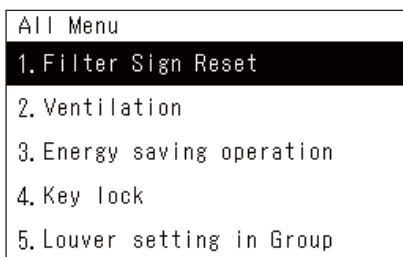 All Menu
1. Filter Sign Reset
2. Ventilation
3. Energy saving operation
4. Key lock
5. Louver setting in Group